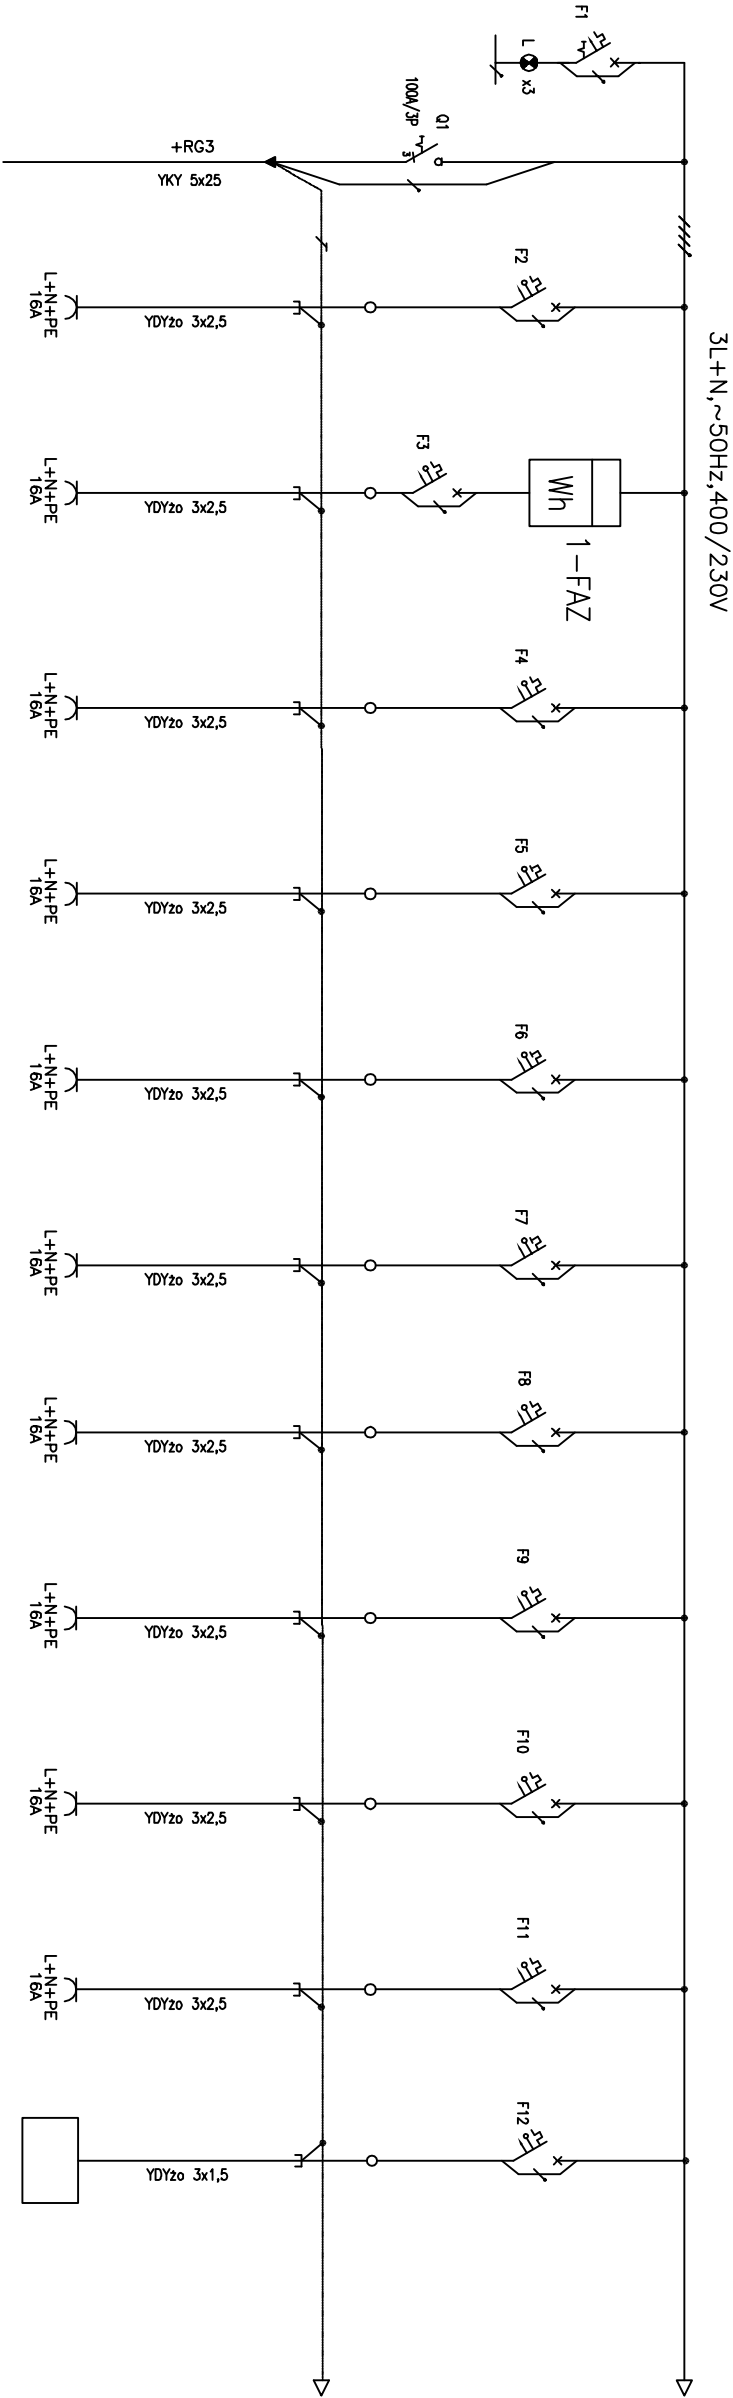 3L+N,~50Hz,400/230V
F1
L
x3
Q1
100A/3P
3
+RG3
YKY 5x25
F2
YDYżo 3x2,5
L+N+PE
16A
Wh
1-FAZ
F3
YDYżo 3x2,5
L+N+PE
16A
F4
YDYżo 3x2,5
L+N+PE
16A
F5
YDYżo 3x2,5
L+N+PE
16A
F6
YDYżo 3x2,5
L+N+PE
16A
F7
YDYżo 3x2,5
L+N+PE
16A
F8
YDYżo 3x2,5
L+N+PE
16A
F9
YDYżo 3x2,5
L+N+PE
16A
F10
YDYżo 3x2,5
L+N+PE
16A
F11
YDYżo 3x2,5
L+N+PE
16A
F12
YDYżo 3x1,5